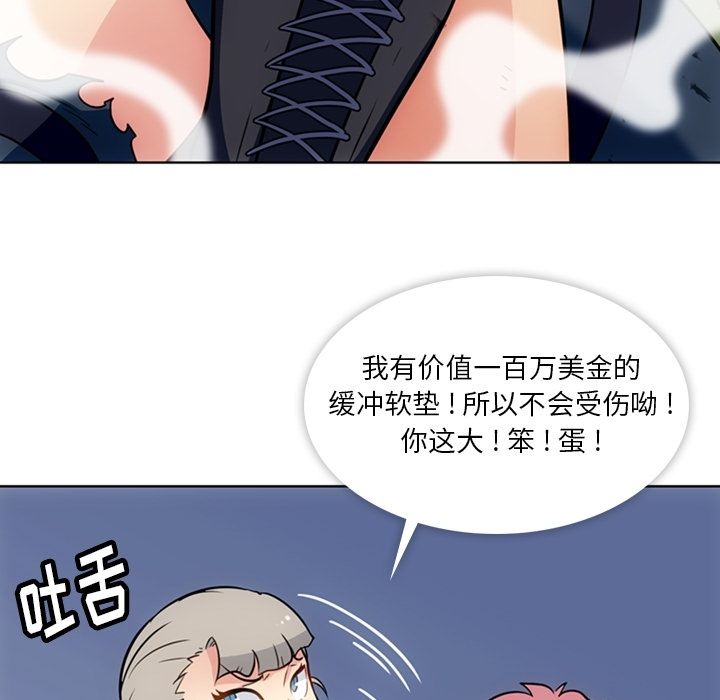 我有价值一百万美金的
缓冲软垫！所以不会受伤呦！
你这大！笨！蛋！
吐舌